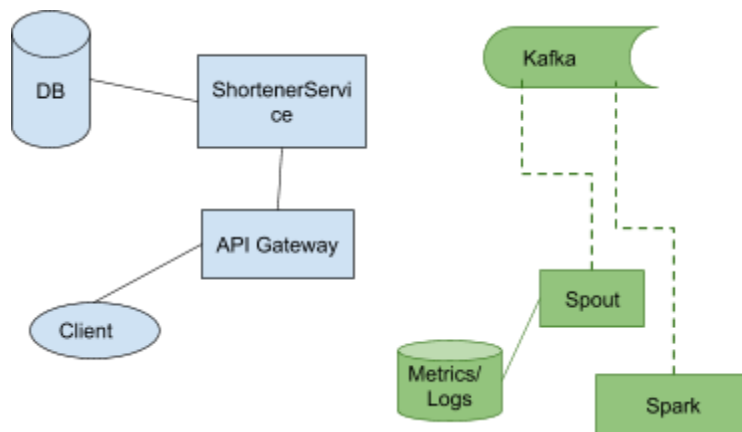 DB
ShortenerServi
ce
API Gateway
Client
Kafka
Spout
Metrics/
Logs
Spark